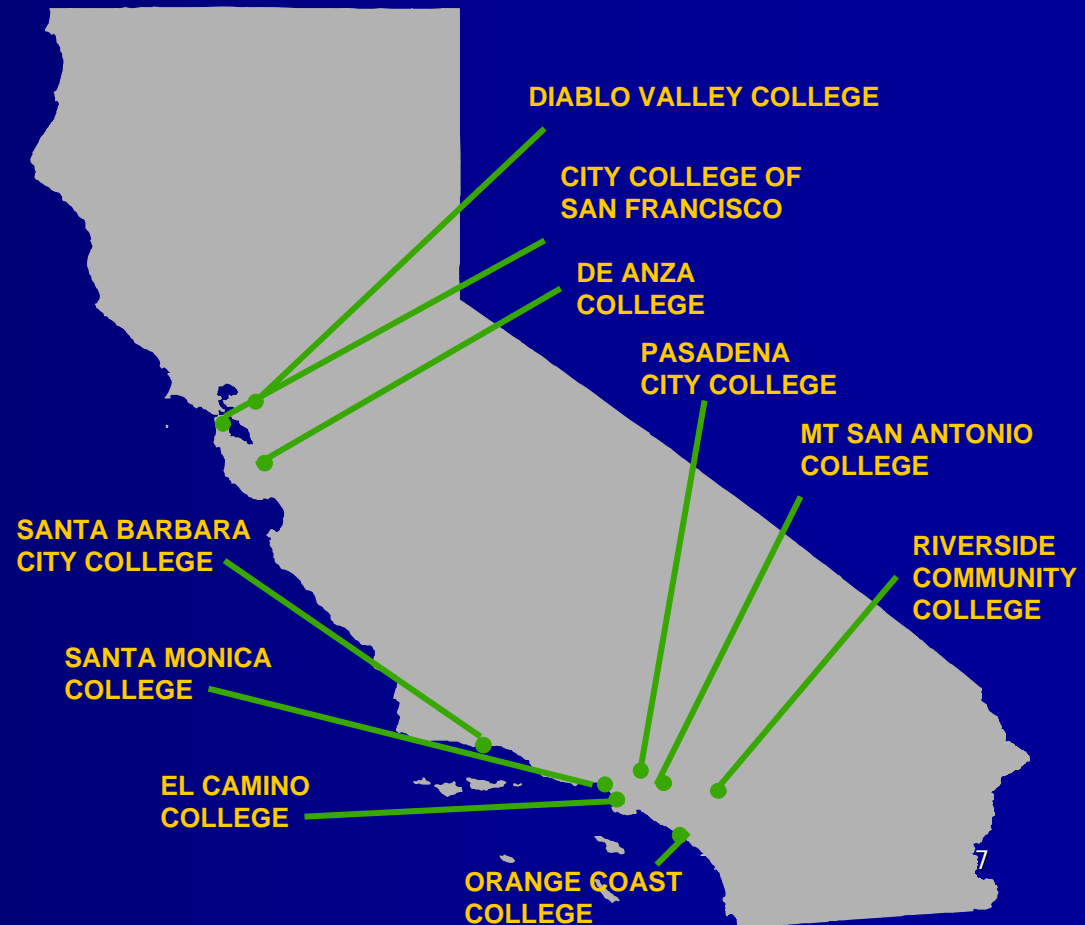 DIABLO VALLEY COLLEGE
CITY COLLEGE OF
SAN FRANCISCO
DE ANZA
COLLEGE
PASADENA
CITY COLLEGE
MT SAN ANTONIO
COLLEGE
SANTA BARBARA
CITY COLLEGE
RIVERSIDE
COMMUNITY
COLLEGE
SANTA MONICA
COLLEGE
EL CAMINO
COLLEGE
ORANGE COAST
COLLEGE
7